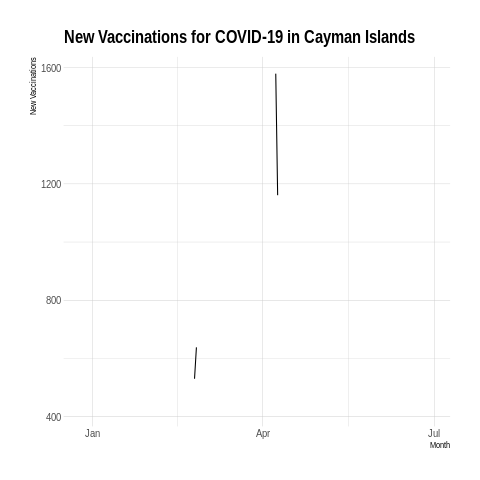 New Vaccinations for COVID-19 in Cayman Islands
New Vaccinations
1600
1200
800
400
Jan
Apr
Jul
Month